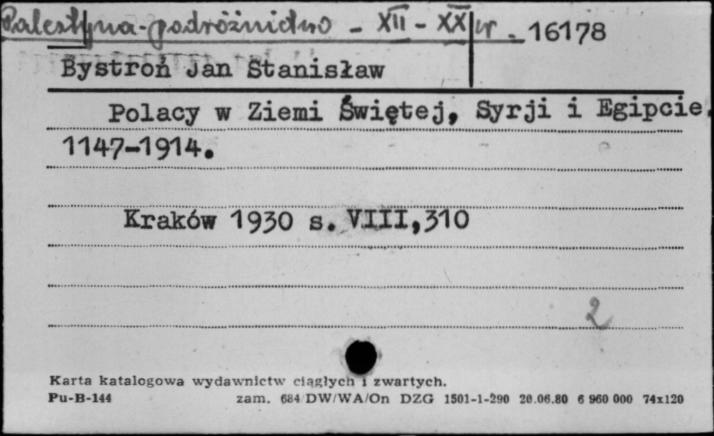 Palestyna-podróżnictwo - XII - XX w. 16178
Bystroń Jan Stanisław
Polacy w Ziemi Świętej, Syrji i Egipcie.
1147-1914.
Kraków 1930 s. VIII,310
2
Karta katalogowa wydawnictw ciągłych i zwartych.
Pu-B-144 zam. 684/DW/WA/On DZG 1501-1-290 20.06.80 6 960 000 74x120